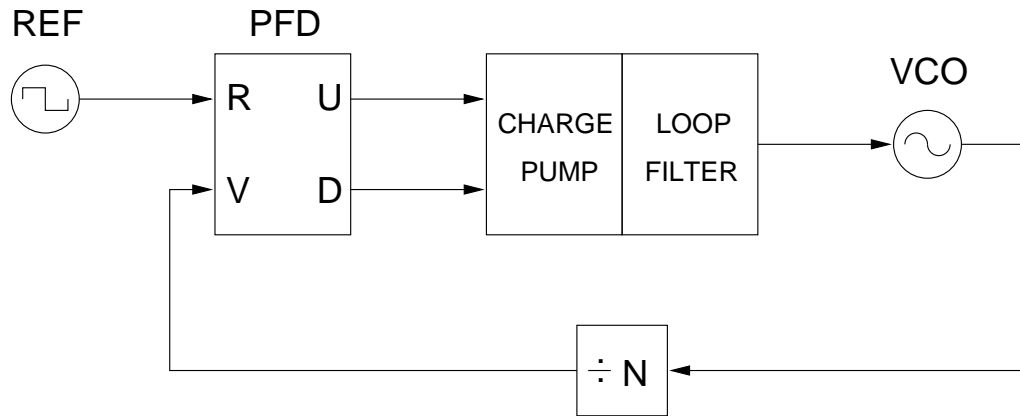 REF
PFD
VCO
R
U
V
D
CHARGE
PUMP
LOOP
FILTER
÷ N